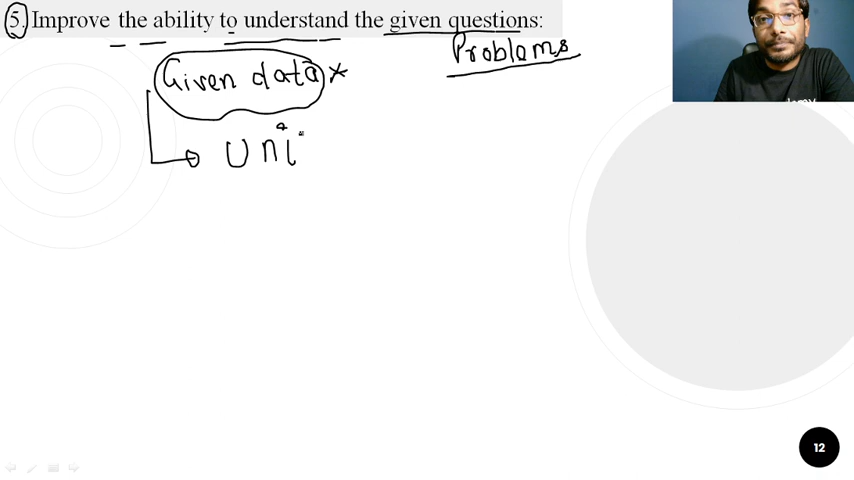 5. Improve the ability to understand the given questions:
Problems
Given data *
Uni
12